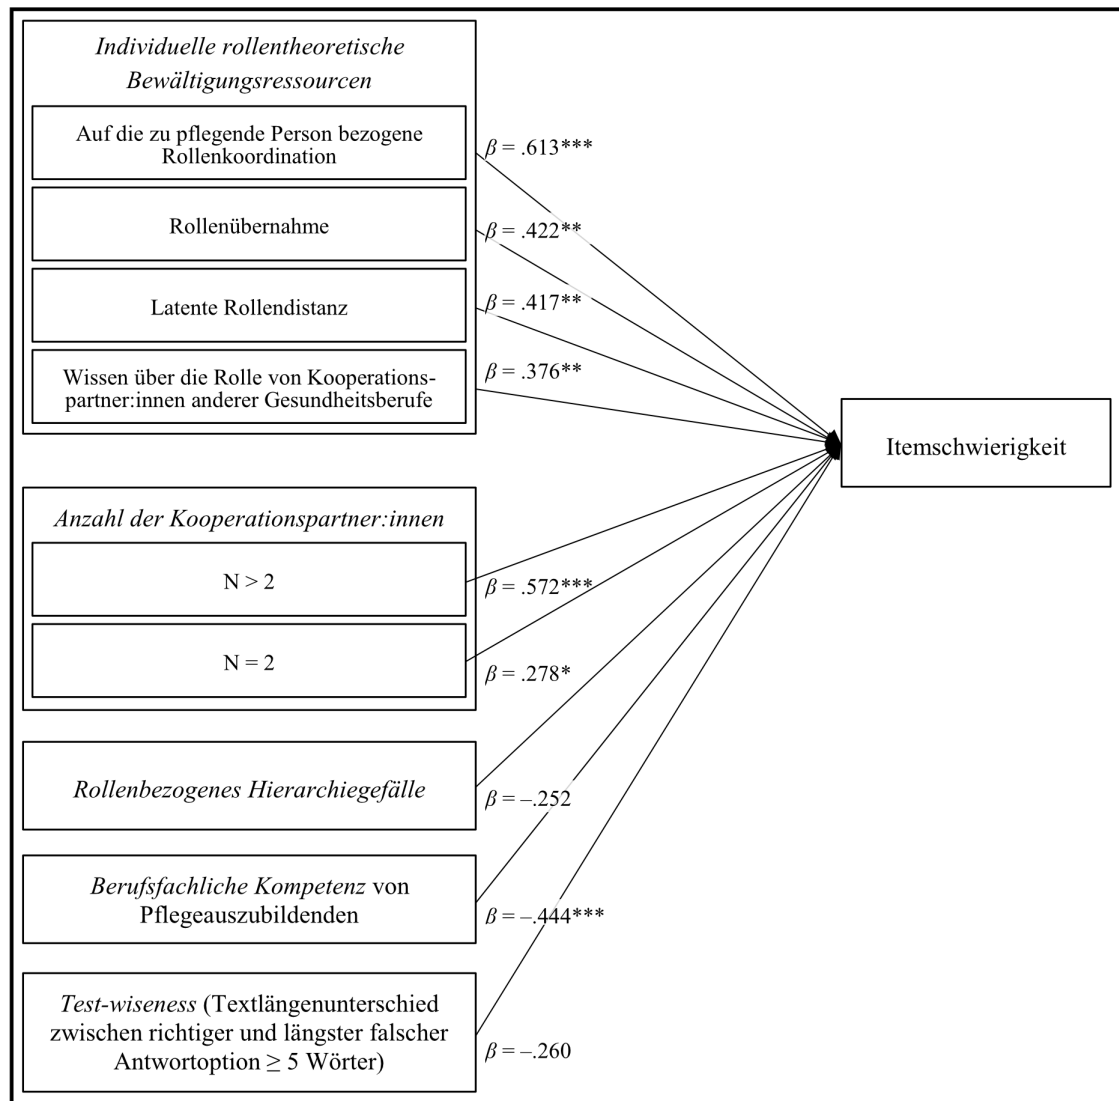 Individuelle rollentheoretische
Bewältigungsressourcen
Auf die zu pflegende Person bezogene
Rollenkoordination
β = .613***
Rollenübernahme
β = .422**
Latente Rollendistanz
β = .417**
Wissen über die Rolle von Kooperations-
partner:innen anderer Gesundheitsberufe
β = .376**
Itemschwierigkeit
Anzahl der Kooperationspartner:innen
N > 2
β = .572***
N = 2
β = .278*
Rollenbezogenes Hierarchiegefälle
β = –.252
Berufsfachliche Kompetenz von
Pflegeauszubildenden
β = –.444***
Test-wiseness (Textlängenunterschied
zwischen richtiger und längster falscher
Antwortoption ≥ 5 Wörter)
β = –.260